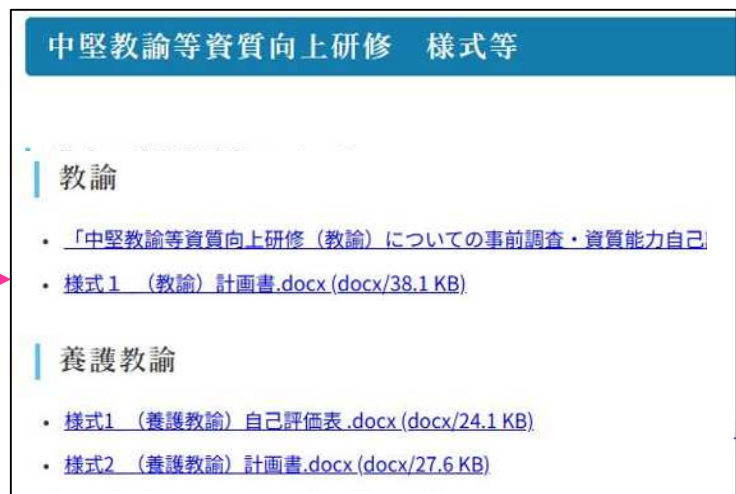 中堅教諭等資質向上研修　様式等
教諭
・「中堅教諭等資質向上研修（教諭）についての事前調査・資質能力自己
・様式１　（教諭）計画書.docx (docx/38.1 KB)
養護教諭
・様式1　（養護教諭）自己評価表 .docx (docx/24.1 KB)
・様式2　（養護教諭）計画書.docx (docx/27.6 KB)